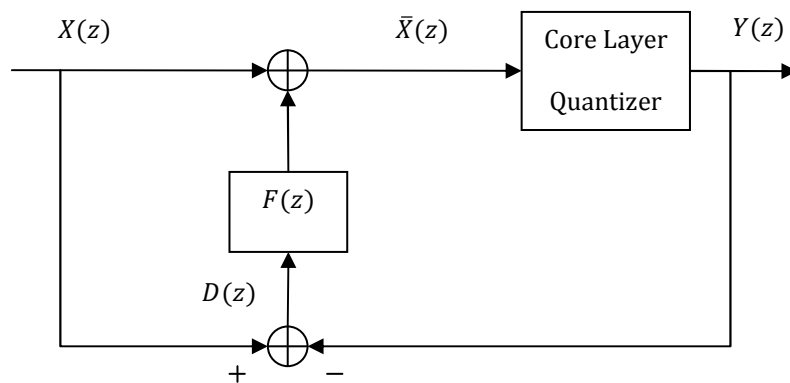 X(z)
X̄(z)
Core Layer
Quantizer
Y(z)
F(z)
D(z)
+
−